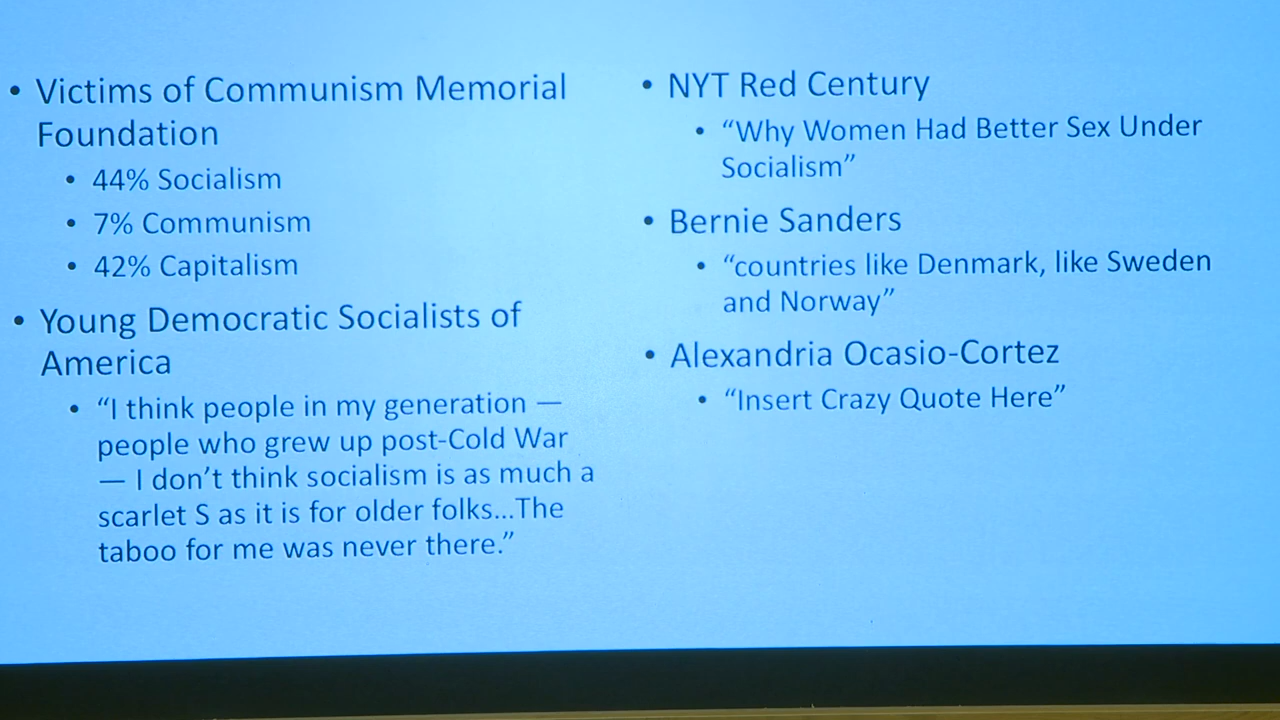 • Victims of Communism Memorial
Foundation
• 44% Socialism
• 7% Communism
• 42% Capitalism
• Young Democratic Socialists of
America
• “I think people in my generation —
people who grew up post-Cold War
— I don’t think socialism is as much a
scarlet S as it is for older folks...The
taboo for me was never there.”
• NYT Red Century
• “Why Women Had Better Sex Under
Socialism”
• Bernie Sanders
• “countries like Denmark, like Sweden
and Norway”
• Alexandria Ocasio-Cortez
• “Insert Crazy Quote Here”